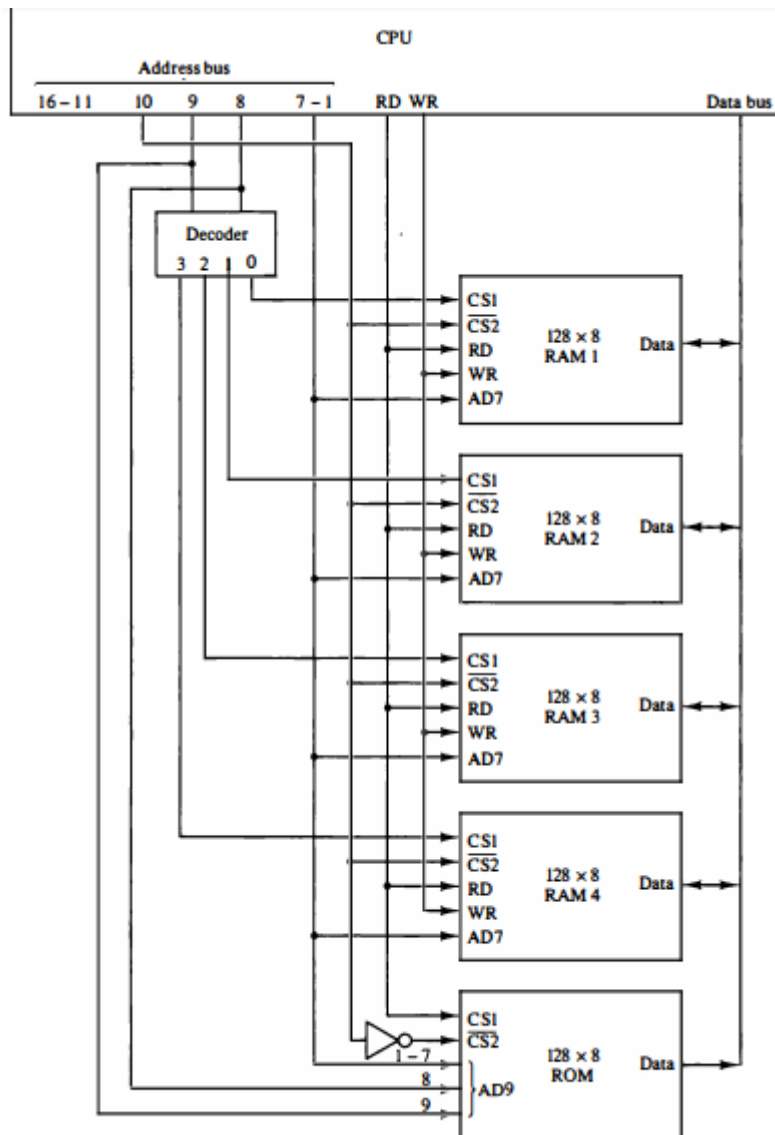 CPU
Address bus
16-11 10 9 8 7-1 RD WR Data bus
Decoder
3 2 1 0
CS1
CS2
RD
WR
AD7
128 × 8
RAM 1
Data
CS1
CS2
RD
WR
AD7
128 × 8
RAM 2
Data
CS1
CS2
RD
WR
AD7
128 × 8
RAM 3
Data
CS1
CS2
RD
WR
AD7
128 × 8
RAM 4
Data
CS1
CS2
1-7
8
9
AD9
128 × 8
ROM
Data